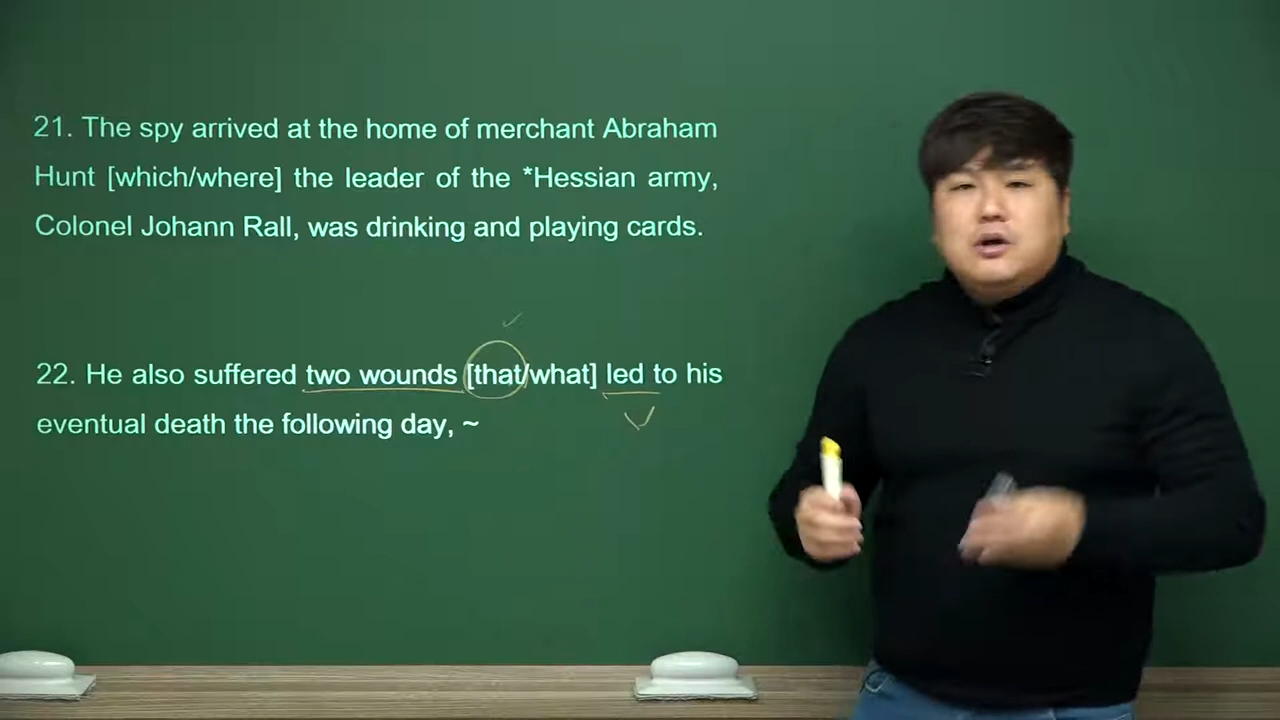 21. The spy arrived at the home of merchant Abraham
Hunt [which/where] the leader of the *Hessian army,
Colonel Johann Rall, was drinking and playing cards.
22. He also suffered two wounds [that/what] led to his
eventual death the following day, ~